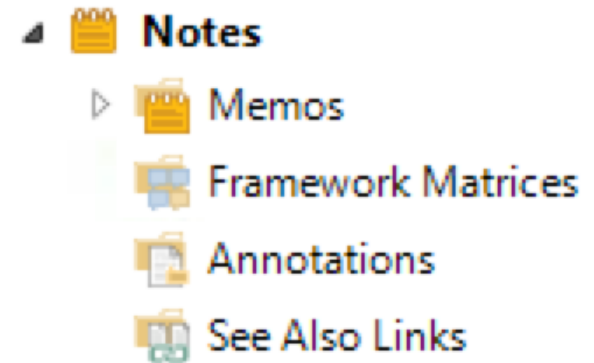 Notes
Memos
Framework Matrices
Annotations
See Also Links